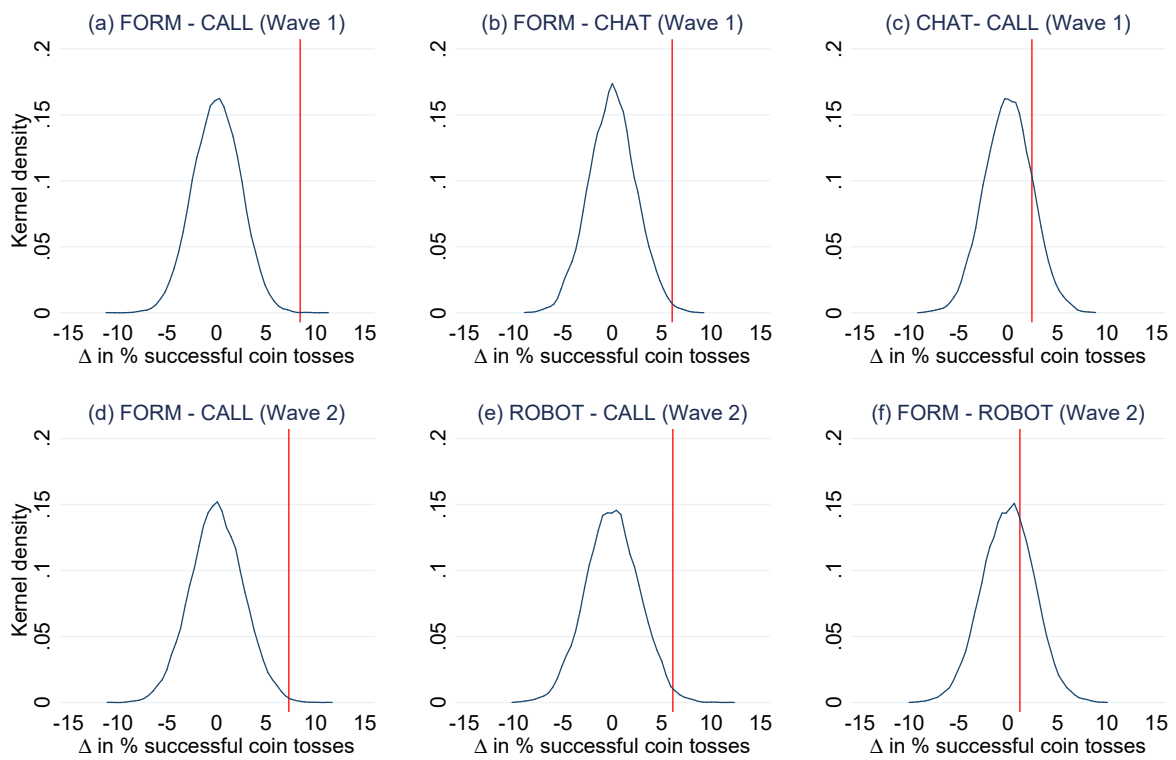 (a) FORM - CALL (Wave 1)
(b) FORM - CHAT (Wave 1)
(c) CHAT- CALL (Wave 1)
Kernel density
.2
.15
.1
.05
0
-15 -10 -5 0 5 10 15
Δ in % successful coin tosses
.2
.15
.1
.05
0
-15 -10 -5 0 5 10 15
Δ in % successful coin tosses
.2
.15
.1
.05
0
-15 -10 -5 0 5 10 15
Δ in % successful coin tosses
(d) FORM - CALL (Wave 2)
(e) ROBOT - CALL (Wave 2)
(f) FORM - ROBOT (Wave 2)
Kernel density
.2
.15
.1
.05
0
-15 -10 -5 0 5 10 15
Δ in % successful coin tosses
.2
.15
.1
.05
0
-15 -10 -5 0 5 10 15
Δ in % successful coin tosses
.2
.15
.1
.05
0
-15 -10 -5 0 5 10 15
Δ in % successful coin tosses